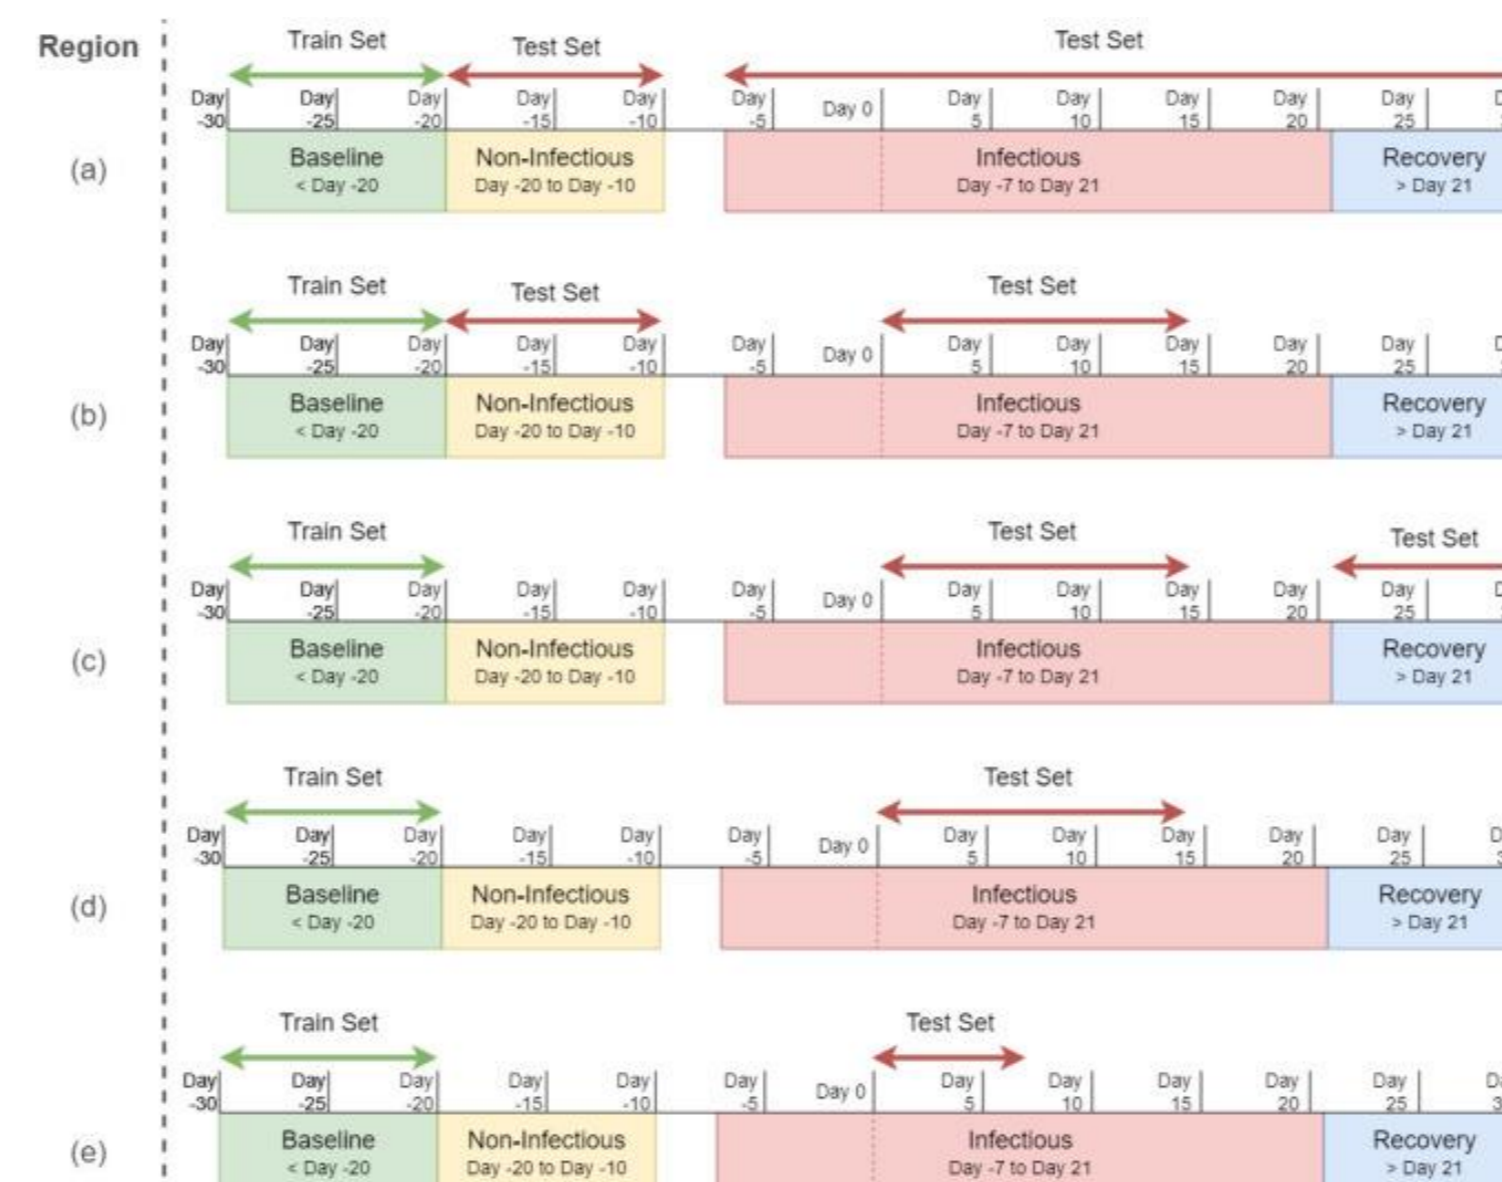 Region
Train Set Test Set Test Set
Day Day Day Day Day Day Day 0 Day Day Day Day Day
-30 -25 -20 -15 -10 -5 5 10 15 20 25
(a) Baseline Non-Infectious Infectious Recovery
< Day -20 Day -20 to Day -10 Day -7 to Day 21 > Day 21
Train Set Test Set Test Set
Day Day Day Day Day Day Day 0 Day Day Day Day Day
-30 -25 -20 -15 -10 -5 5 10 15 20 25
(b) Baseline Non-Infectious Infectious Recovery
< Day -20 Day -20 to Day -10 Day -7 to Day 21 > Day 21
Train Set Test Set Test Set
Day Day Day Day Day Day Day 0 Day Day Day Day Day
-30 -25 -20 -15 -10 -5 5 10 15 20 25
(c) Baseline Non-Infectious Infectious Recovery
< Day -20 Day -20 to Day -10 Day -7 to Day 21 > Day 21
Train Set Test Set
Day Day Day Day Day Day Day 0 Day Day Day Day Day
-30 -25 -20 -15 -10 -5 5 10 15 20 25
(d) Baseline Non-Infectious Infectious Recovery
< Day -20 Day -20 to Day -10 Day -7 to Day 21 > Day 21
Train Set Test Set
Day Day Day Day Day Day Day 0 Day Day Day Day Day
-30 -25 -20 -15 -10 -5 5 10 15 20 25
(e) Baseline Non-Infectious Infectious Recovery
< Day -20 Day -20 to Day -10 Day -7 to Day 21 > Day 21